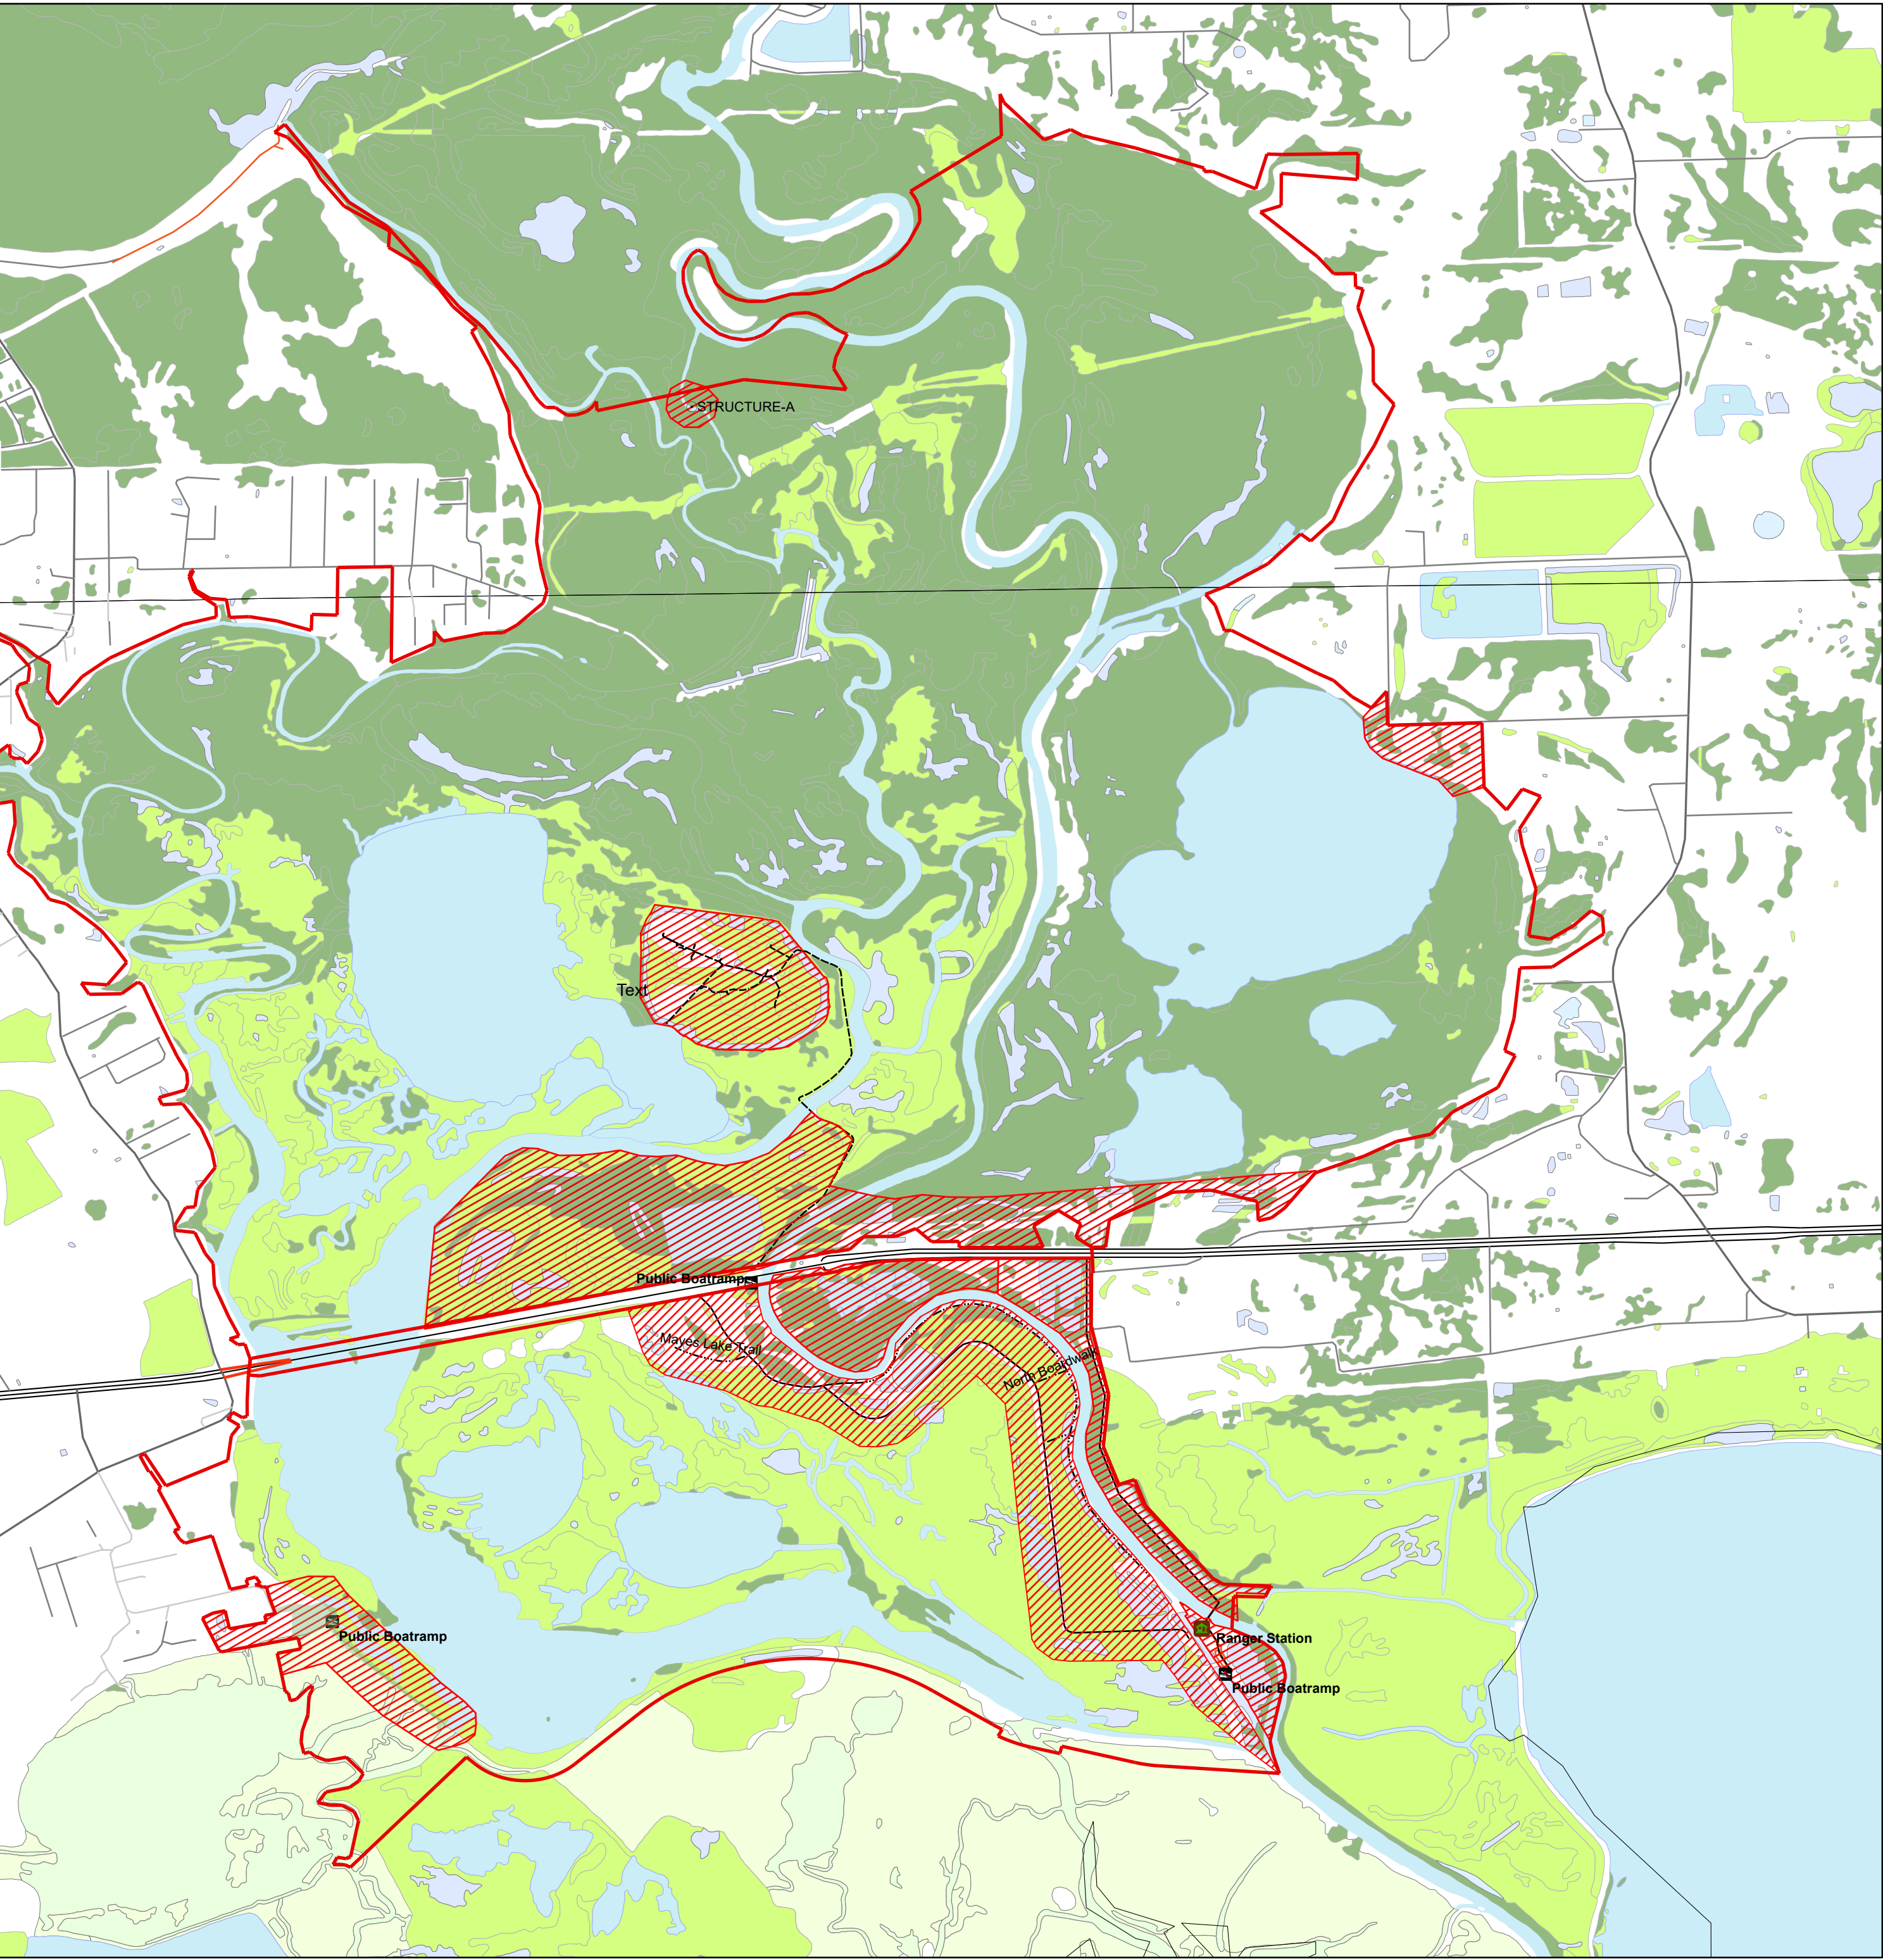 STRUCTURE-A
Text
Public Boatramp
Mayes Lake Trail
North Boardwalk
Public Boatramp
Ranger Station
Public Boatramp